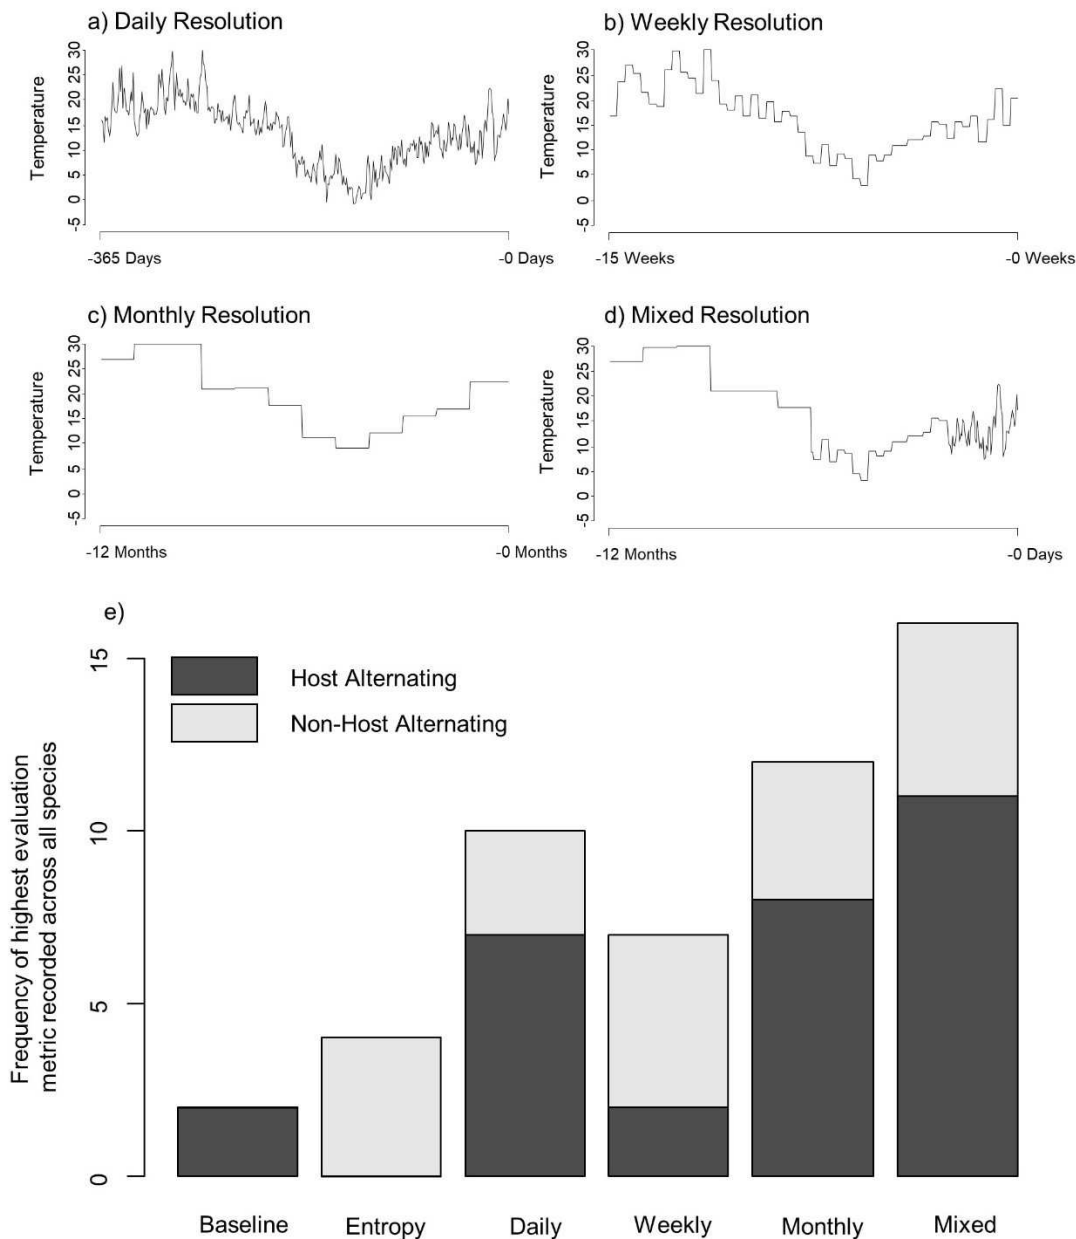 a) Daily Resolution
Temperature
30
25
20
15
10
5
0
-5
-365 Days
-0 Days
b) Weekly Resolution
Temperature
30
25
20
15
10
5
0
-5
-15 Weeks
-0 Weeks
c) Monthly Resolution
Temperature
30
25
20
15
10
5
0
-5
-12 Months
-0 Months
d) Mixed Resolution
Temperature
30
25
20
15
10
5
0
-5
-12 Months
-0 Days
e)
Host Alternating
Non-Host Alternating
Frequency of highest evaluation
metric recorded across all species
15
10
5
0
Baseline
Entropy
Daily
Weekly
Monthly
Mixed